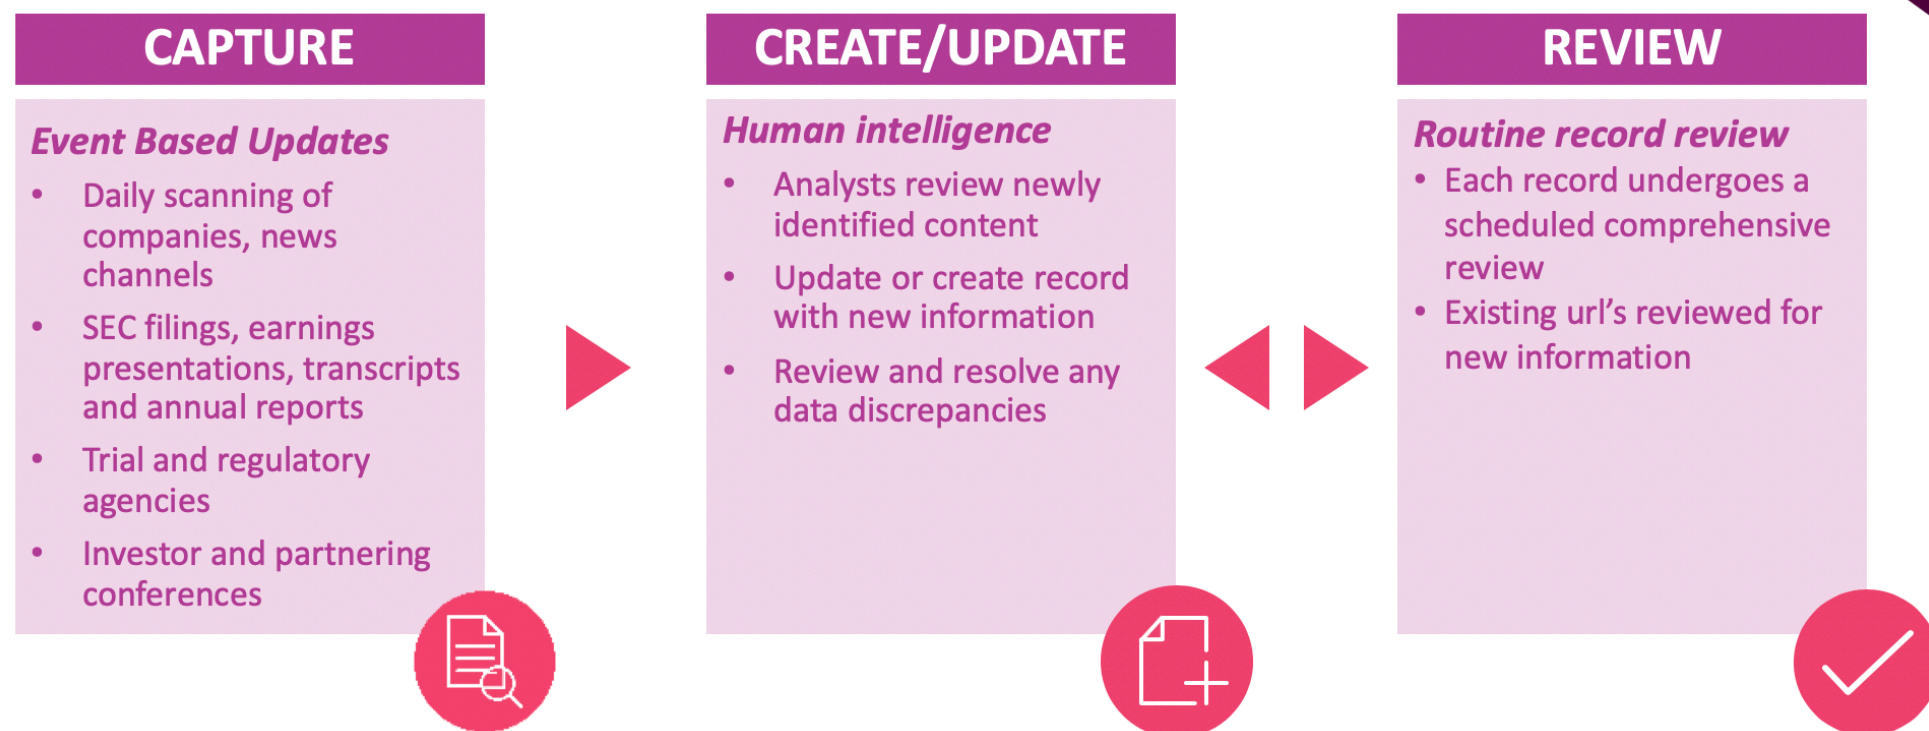 CAPTURE
Event Based Updates
• Daily scanning of
companies, news
channels
• SEC filings, earnings
presentations, transcripts
and annual reports
• Trial and regulatory
agencies
• Investor and partnering
conferences
CREATE/UPDATE
Human intelligence
• Analysts review newly
identified content
• Update or create record
with new information
• Review and resolve any
data discrepancies
REVIEW
Routine record review
• Each record undergoes a
scheduled comprehensive
review
• Existing url’s reviewed for
new information